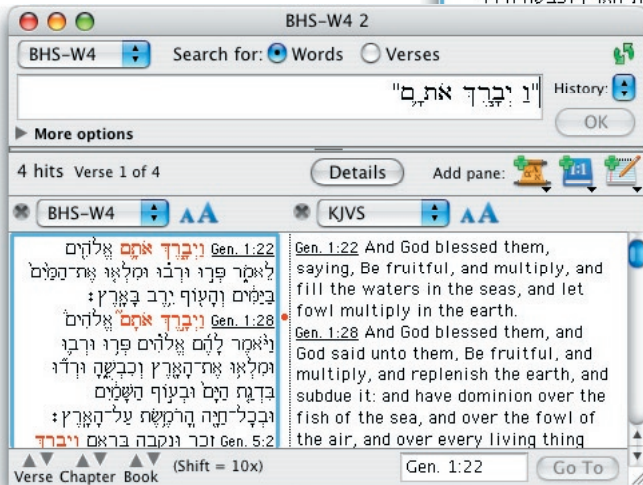 BHS-W4 2
BHS-W4 Search for: Words Verses
"וַ יְבָרֶךְ אֹתָם" History:
OK
More options
4 hits Verse 1 of 4 Details Add pane:
BHS-W4 AA KJVS AA
Gen. 1:22 וַיְבָרֶךְ אֹתָם אֱלֹהִים
לֵאמֹר פְּרוּ וּרְבוּ וּמִלְאוּ אֶת־הַמַּיִם
בַּיַּמִּים וְהָעוֹף יִרֶב בָּאָרֶץ׃
Gen. 1:28 וַיְבָרֶךְ אֹתָם אֱלֹהִים
וַיֹּאמֶר לָהֶם אֱלֹהִים פְּרוּ וּרְבוּ
וּמִלְאוּ אֶת־הָאָרֶץ וְכִבְשֻׁהָ וּרְדוּ
בִּדְגַת הַיָּם וּבְעוֹף הַשָּׁמַיִם
וּבְכָל־חַיָּה הָרֹמֶשֶׂת עַל־הָאָרֶץ׃
Gen. 5:2 זכר ונקבה בראם ויברך
Gen. 1:22 And God blessed them,
saying, Be fruitful, and multiply, and
fill the waters in the seas, and let
fowl multiply in the earth.
Gen. 1:28 And God blessed them, and
God said unto them, Be fruitful, and
multiply, and replenish the earth, and
subdue it: and have dominion over the
fish of the sea, and over the fowl of
the air, and over every living thing
Verse Chapter Book (Shift = 10x) Gen. 1:22 Go To